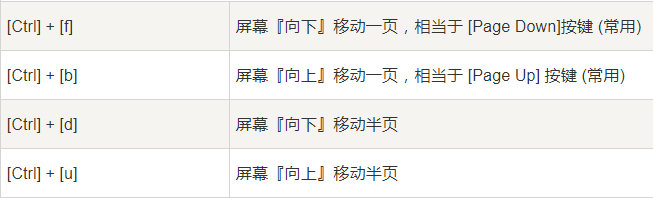 [Ctrl] + [f] 屏幕『向下』移动一页，相当于 [Page Down]按键 (常用)
[Ctrl] + [b] 屏幕『向上』移动一页，相当于 [Page Up] 按键 (常用)
[Ctrl] + [d] 屏幕『向下』移动半页
[Ctrl] + [u] 屏幕『向上』移动半页